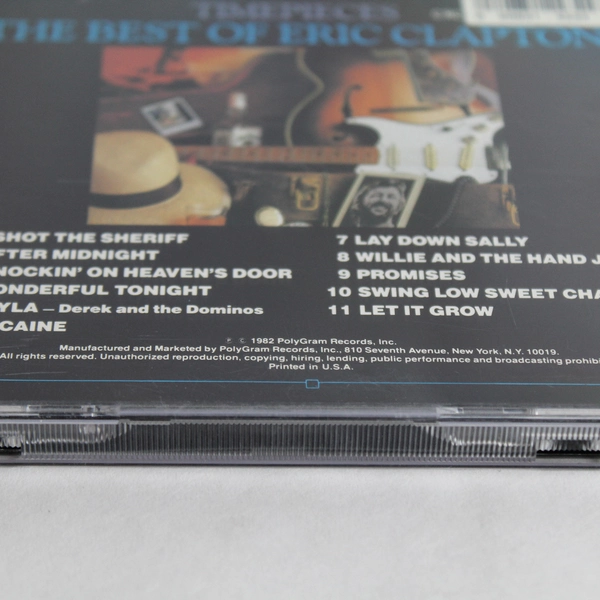 TIMEPIECES
THE BEST OF ERIC CLAPTON
SHOT THE SHERIFF
FTER MIDNIGHT
NOCKIN' ON HEAVEN'S DOOR
ONDERFUL TONIGHT
YLA – Derek and the Dominos
CAINE
7 LAY DOWN SALLY
8 WILLIE AND THE HAND J
9 PROMISES
10 SWING LOW SWEET CHA
11 LET IT GROW
℗ © 1982 PolyGram Records, Inc.
Manufactured and Marketed by PolyGram Records, Inc., 810 Seventh Avenue, New York, N.Y. 10019.
All rights reserved. Unauthorized reproduction, copying, hiring, lending, public performance and broadcasting prohibi
Printed in U.S.A.